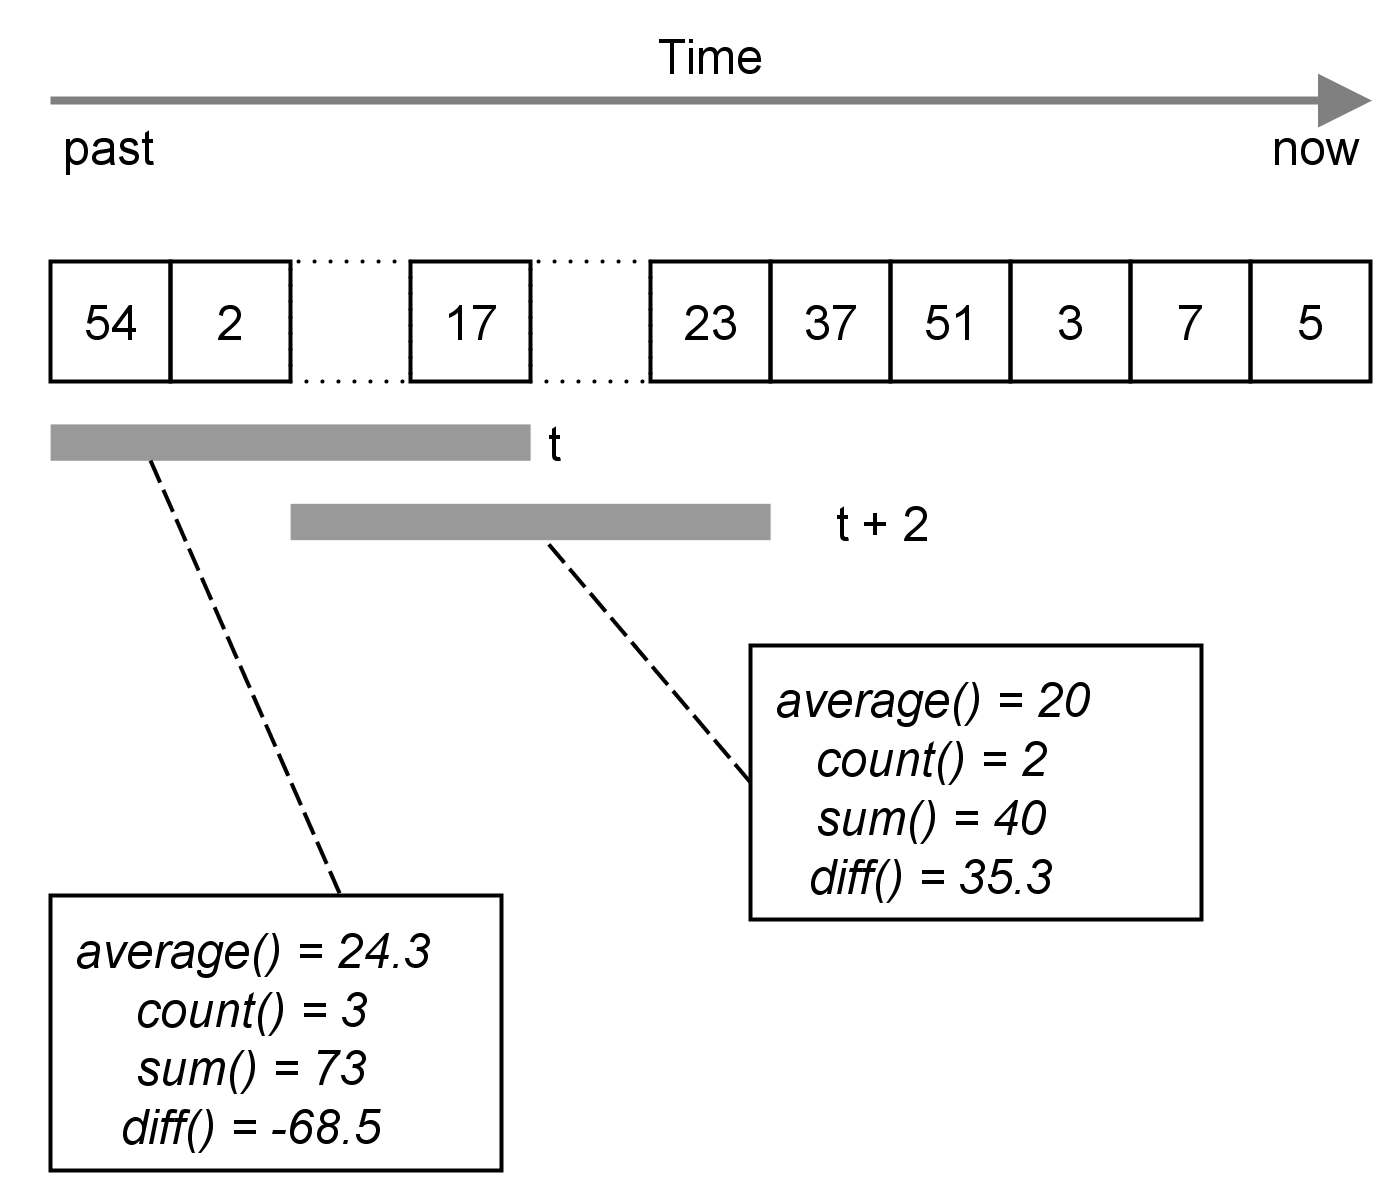 Time
past now
54 2 17 23 37 51 3 7 5
t
t + 2
average() = 20
count() = 2
sum() = 40
diff() = 35.3
average() = 24.3
count() = 3
sum() = 73
diff() = -68.5